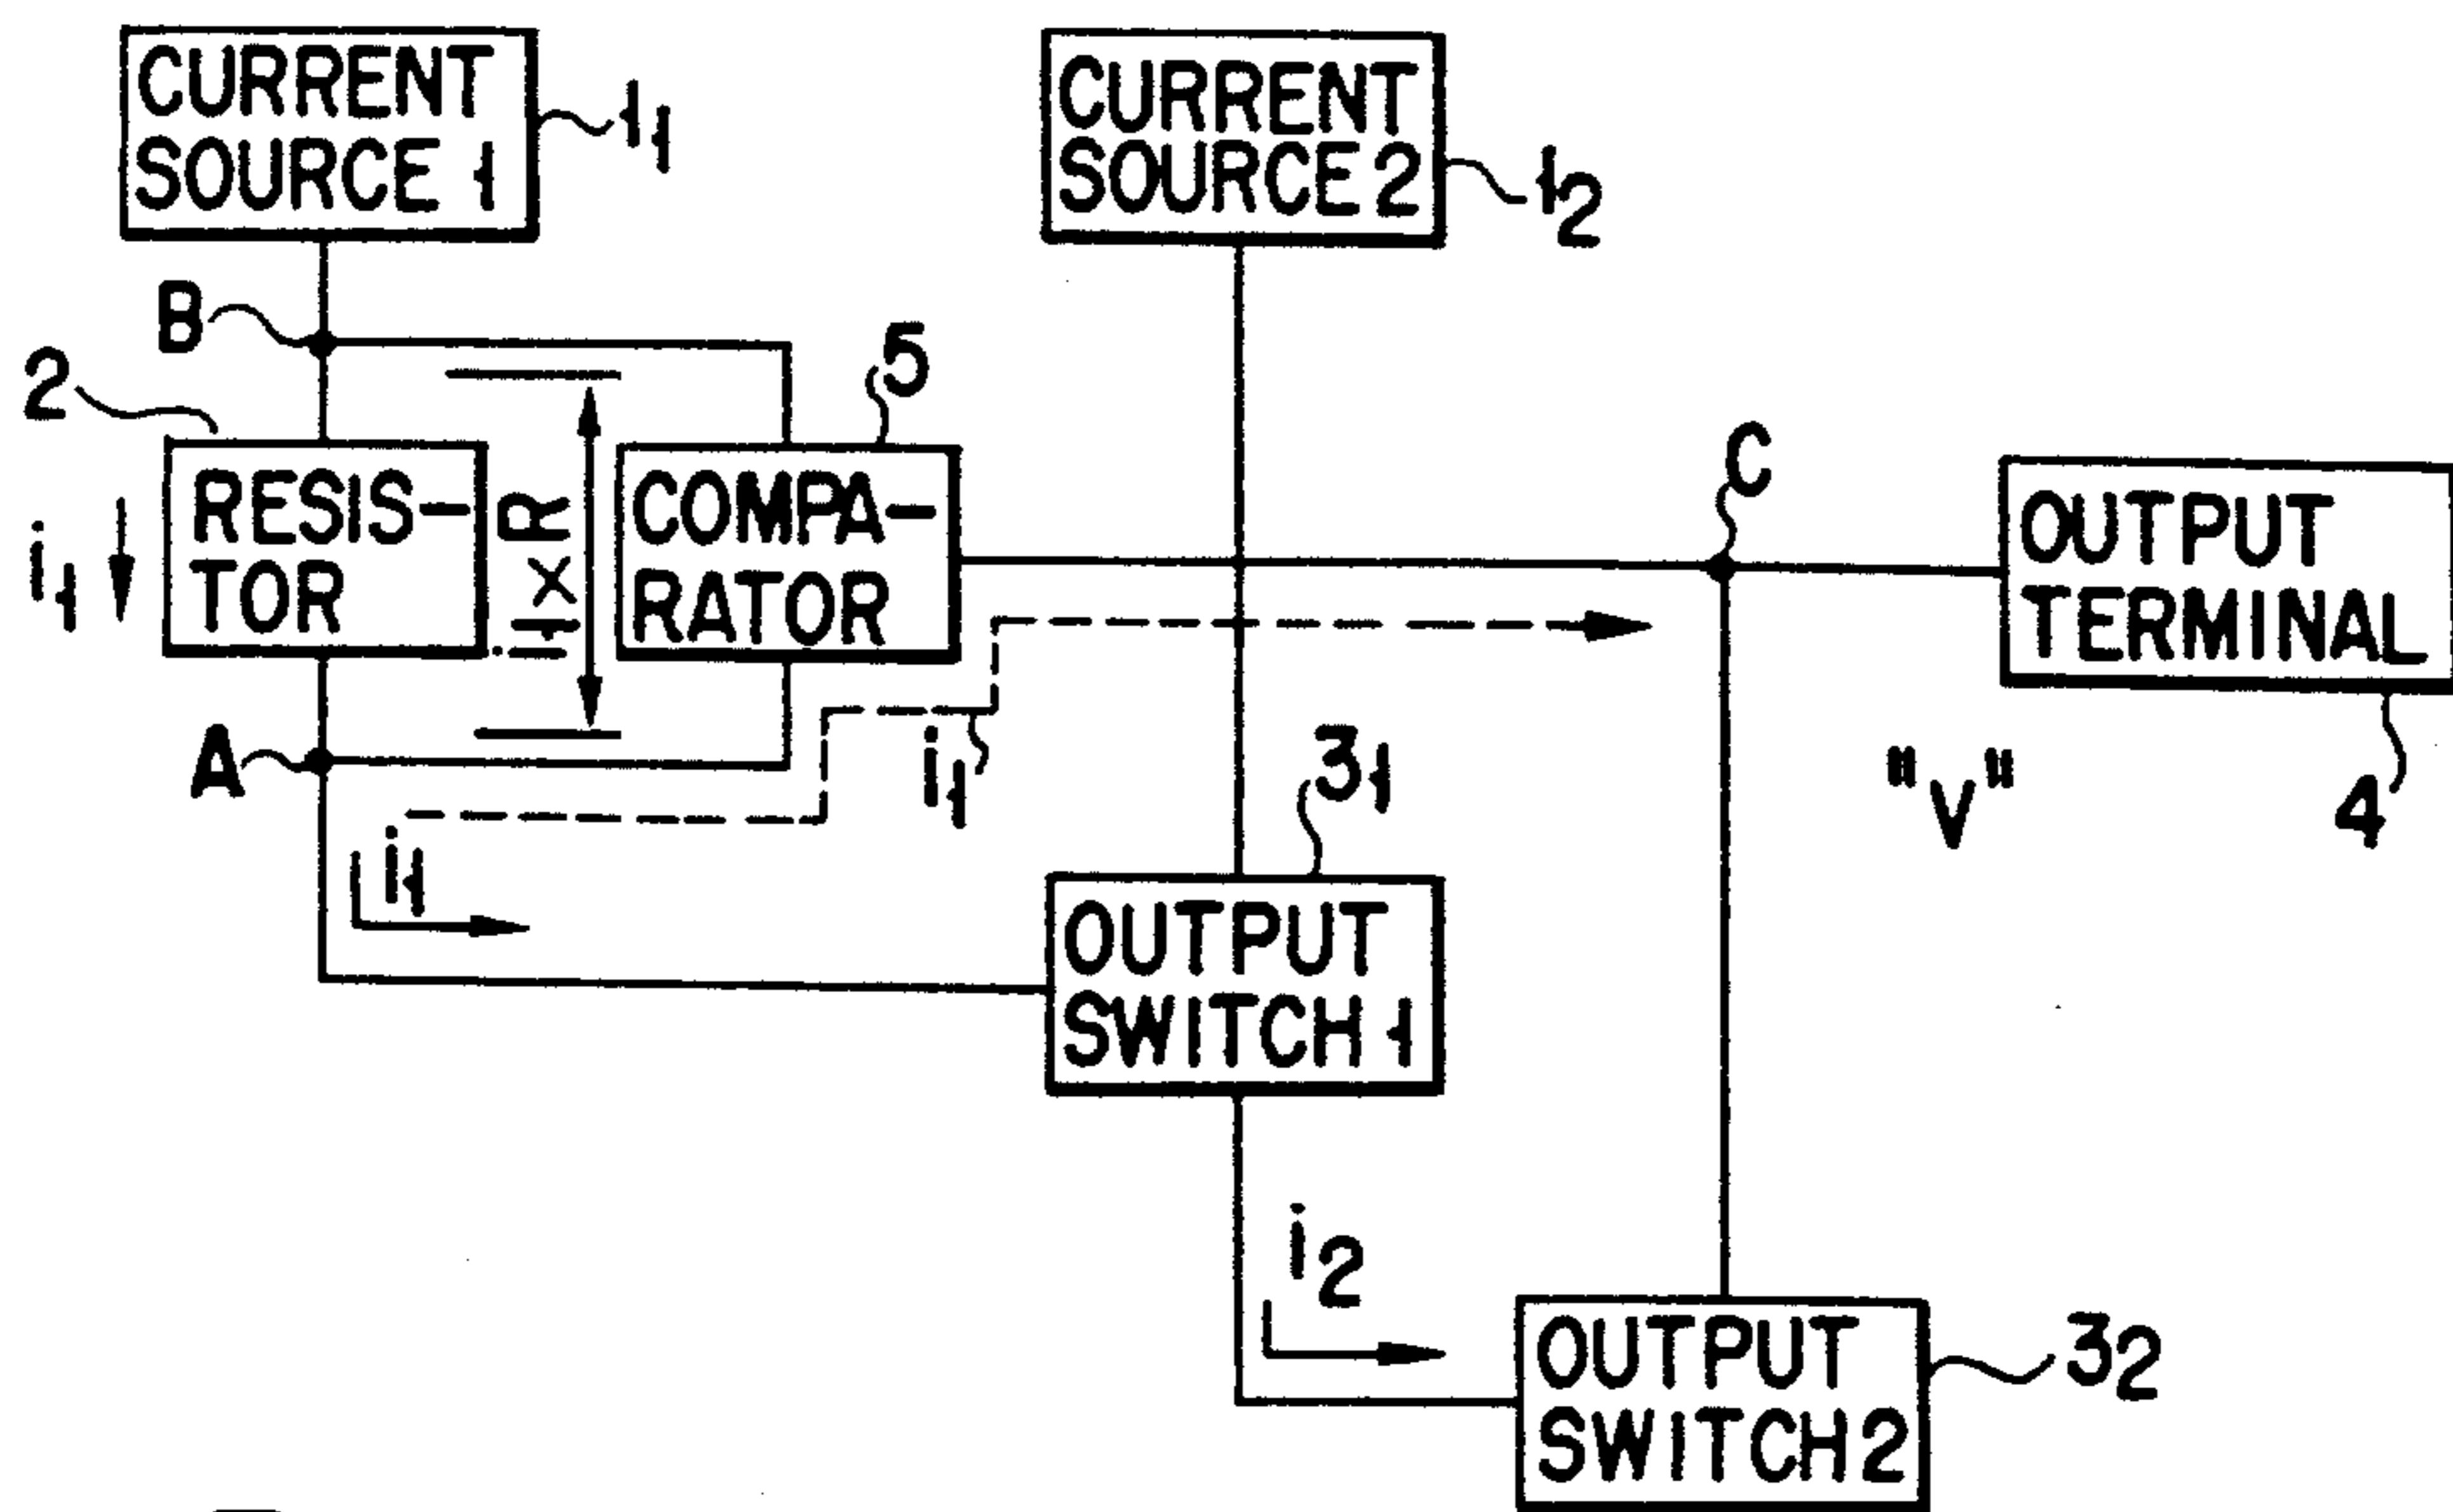 CURRENT
SOURCE 1
1₁
CURRENT
SOURCE 2
1₂
B
2
5
RESIS-
TOR
i₁
i₁ × R
COMPA-
RATOR
C
OUTPUT
TERMINAL
A
i₁
i₁
3₁
"V"
4
OUTPUT
SWITCH 1
i₂
OUTPUT
SWITCH 2
3₂